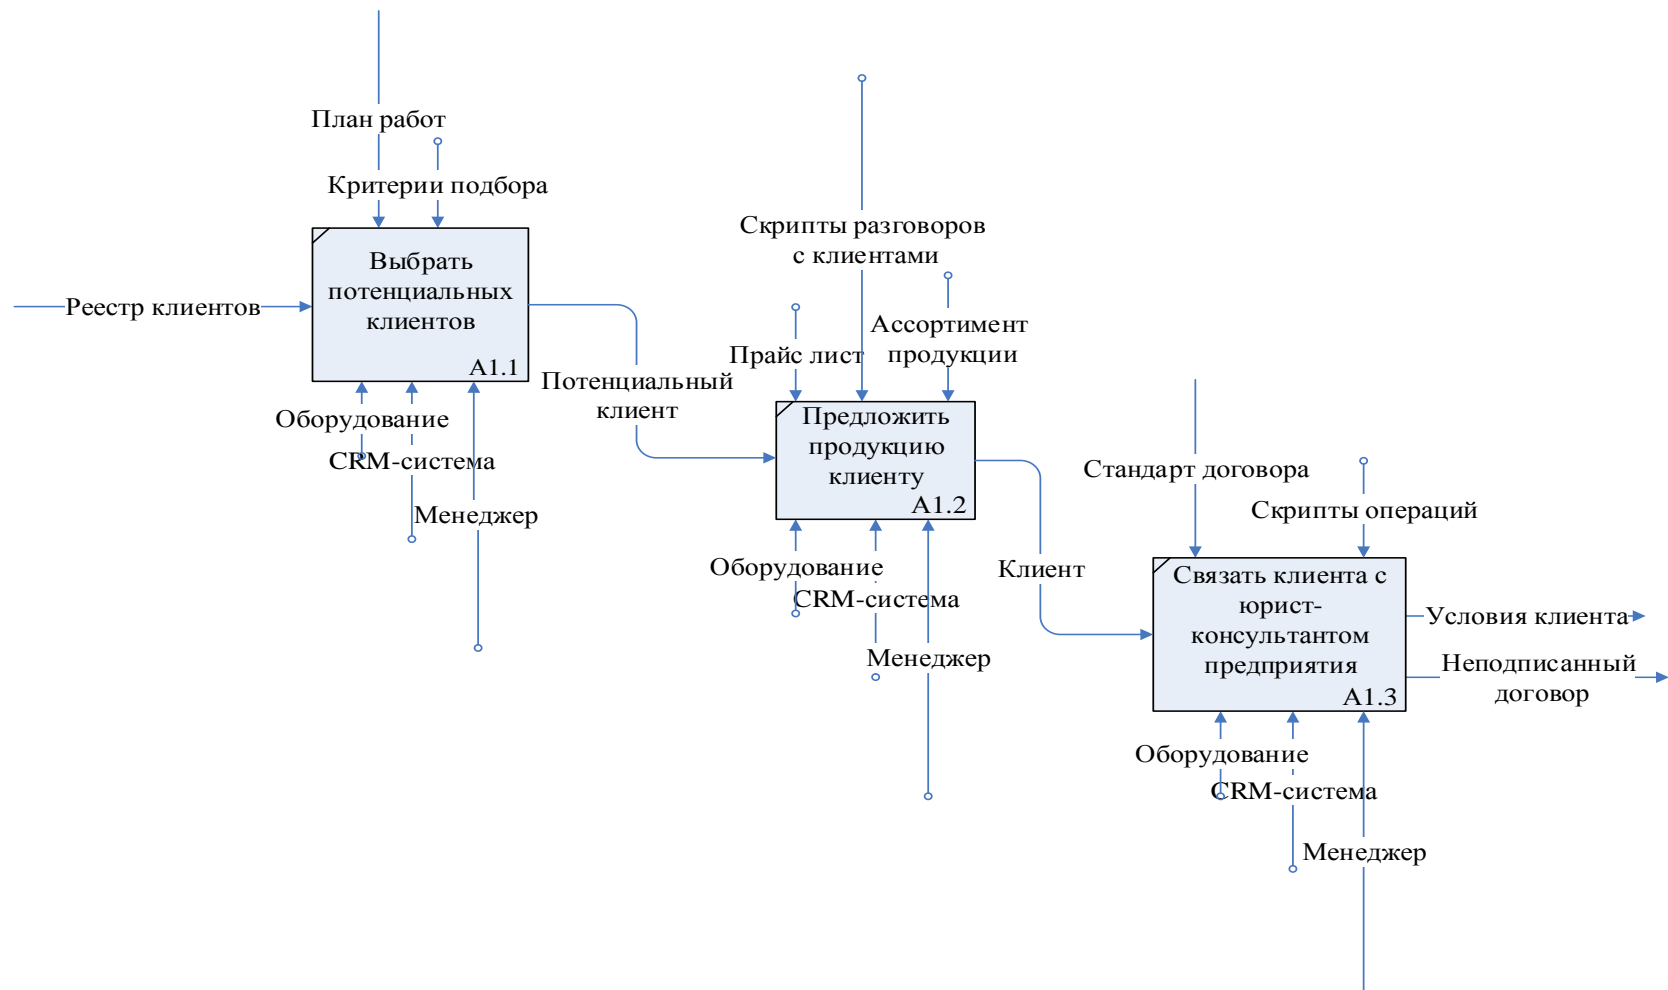 План работ
Критерии подбора
Реестр клиентов
Выбрать
потенциальных
клиентов
A1.1
Оборудование
CRM-система
Менеджер
Потенциальный
клиент
Скрипты разговоров
с клиентами
Прайс лист
Ассортимент
продукции
Предложить
продукцию
клиенту
A1.2
Оборудование
CRM-система
Менеджер
Клиент
Стандарт договора
Скрипты операций
Связать клиента с
юрист-
консультантом
предприятия
A1.3
Условия клиента
Неподписанный
договор
Оборудование
CRM-система
Менеджер